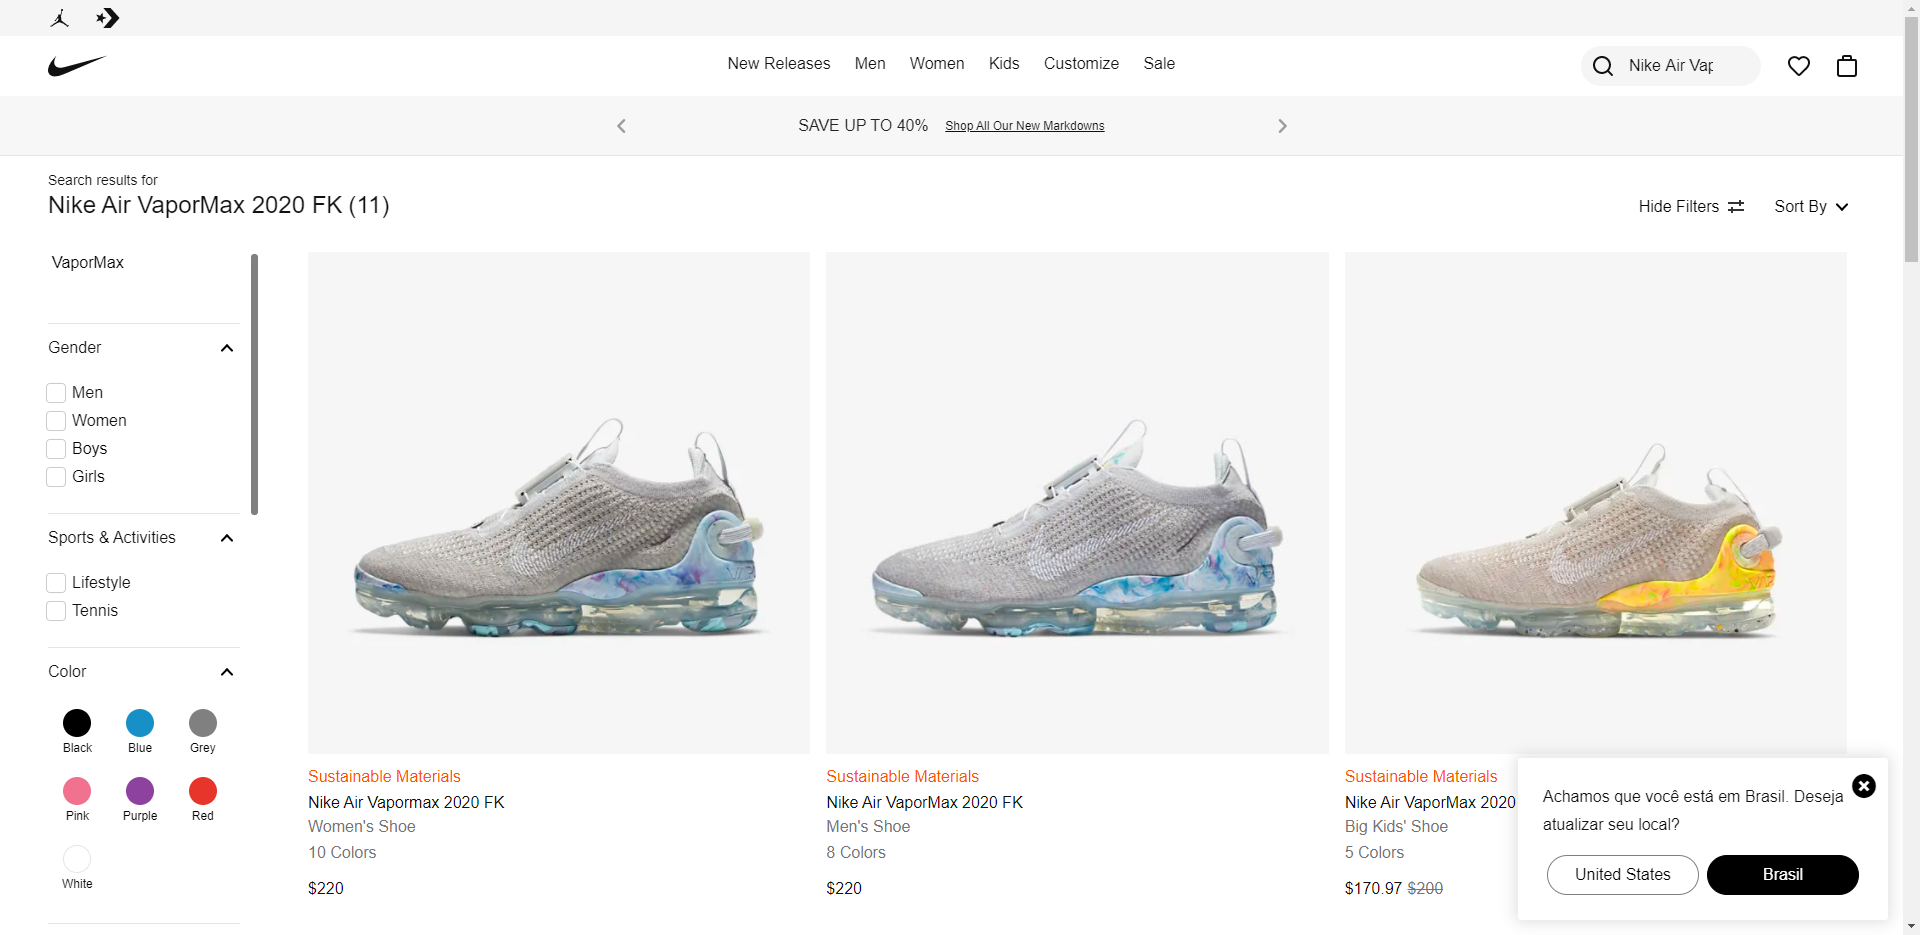 New Releases Men Women Kids Customize Sale
Nike Air Vap
SAVE UP TO 40% Shop All Our New Markdowns
Search results for
Nike Air VaporMax 2020 FK (11)
Hide Filters Sort By
VaporMax
Gender
Men
Women
Boys
Girls
Sports & Activities
Lifestyle
Tennis
Color
Black Blue Grey
Pink Purple Red
White
Sustainable Materials
Nike Air Vapormax 2020 FK
Women's Shoe
10 Colors
$220
Sustainable Materials
Nike Air VaporMax 2020 FK
Men's Shoe
8 Colors
$220
Sustainable Materials
Nike Air VaporMax 2020
Big Kids' Shoe
5 Colors
$170.97 $200
Achamos que você está em Brasil. Deseja
atualizar seu local?
United States Brasil